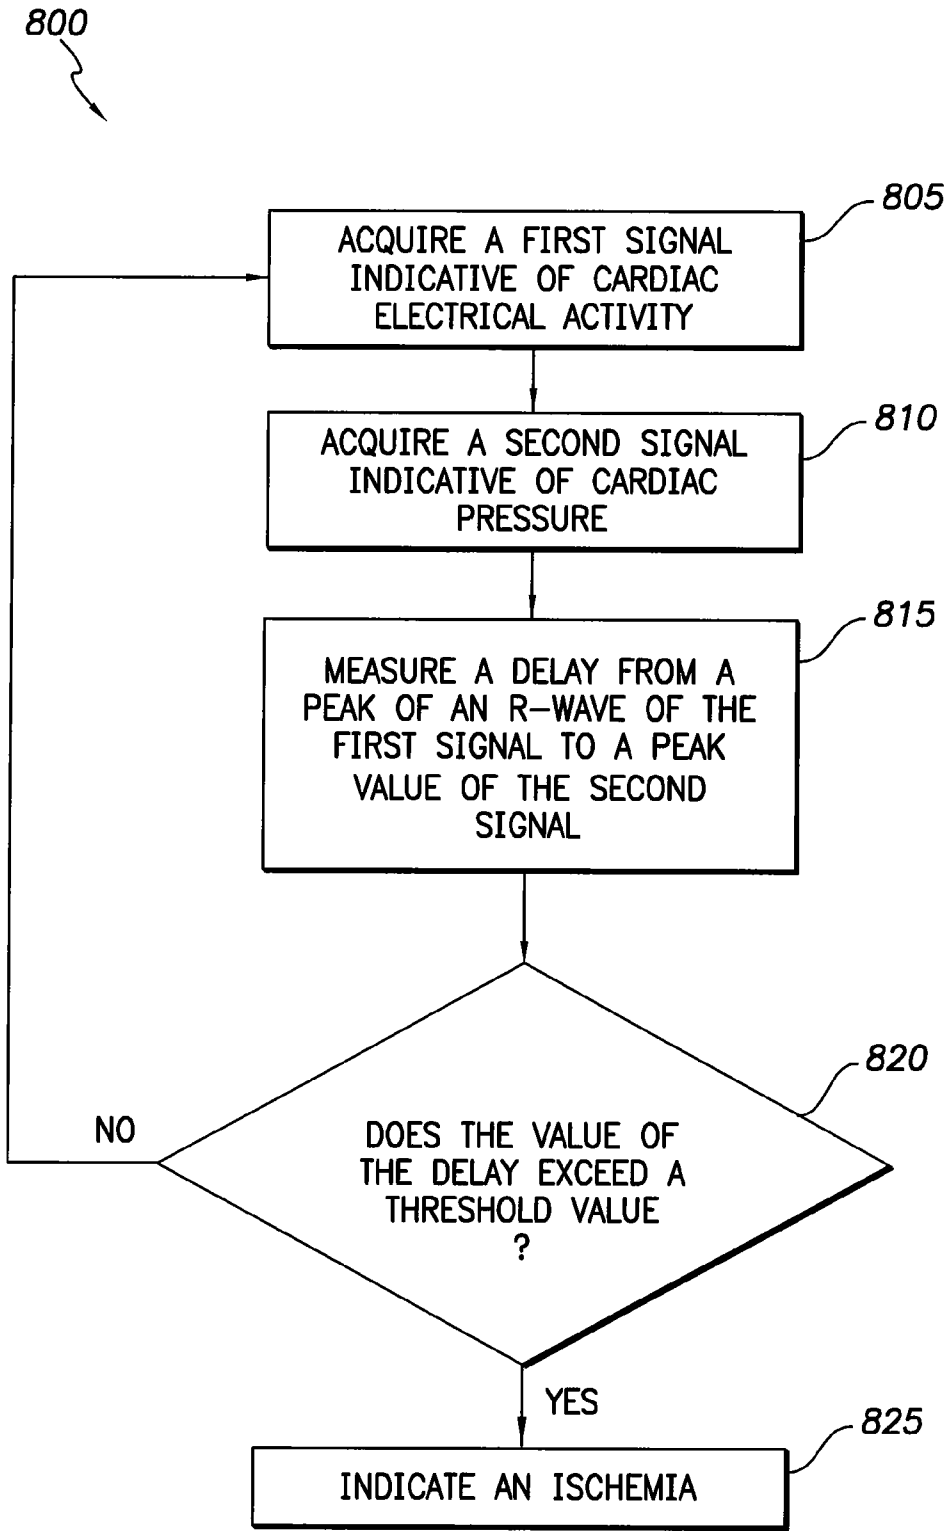 800
805
ACQUIRE A FIRST SIGNAL
INDICATIVE OF CARDIAC
ELECTRICAL ACTIVITY
810
ACQUIRE A SECOND SIGNAL
INDICATIVE OF CARDIAC
PRESSURE
815
MEASURE A DELAY FROM A
PEAK OF AN R-WAVE OF THE
FIRST SIGNAL TO A PEAK
VALUE OF THE SECOND
SIGNAL
820
NO
DOES THE VALUE OF
THE DELAY EXCEED A
THRESHOLD VALUE
?
YES
825
INDICATE AN ISCHEMIA